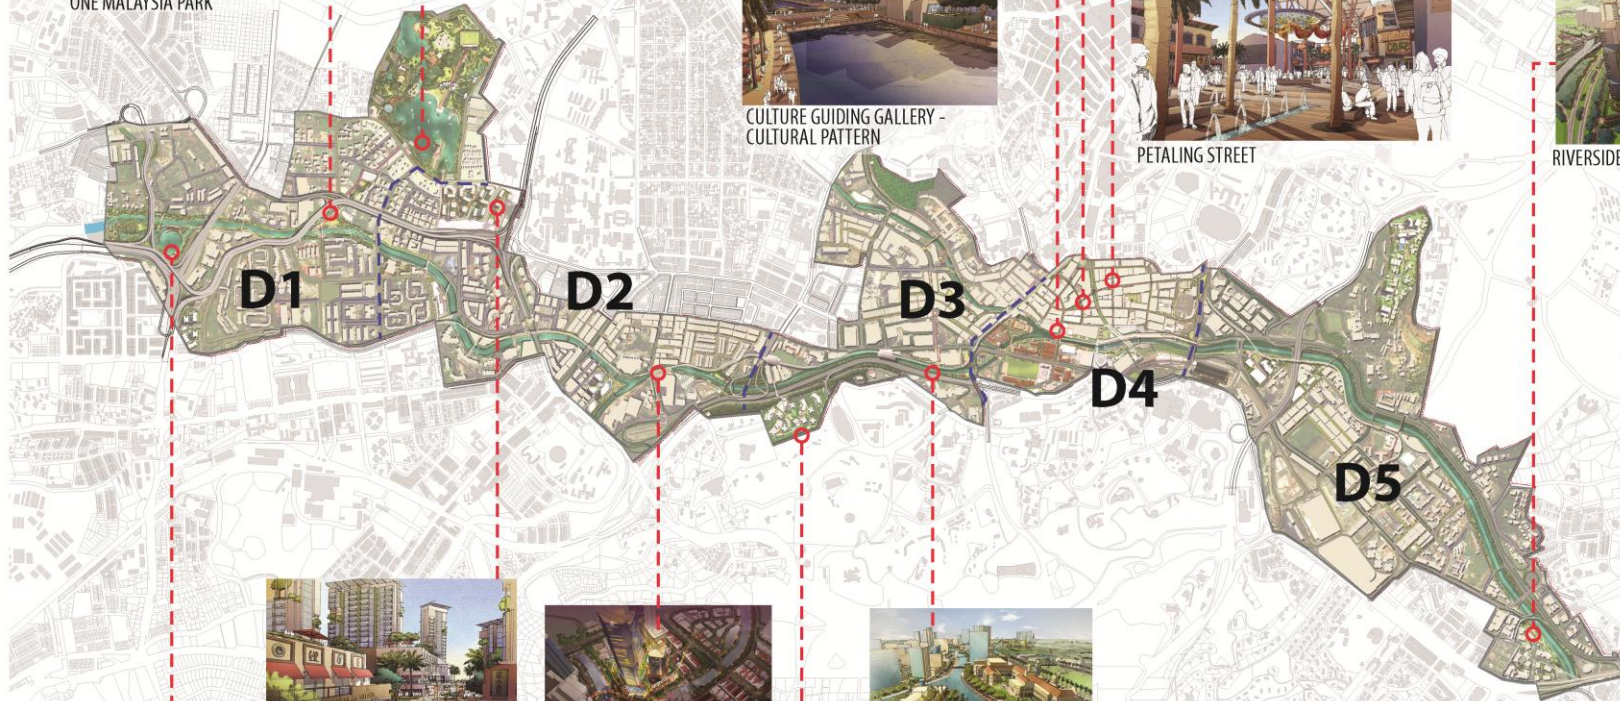 ONE MALAYSIA PARK
CULTURE GUIDING GALLERY -
CULTURAL PATTERN
PETALING STREET
RIVERSIDE
D1
D2
D3
D4
D5